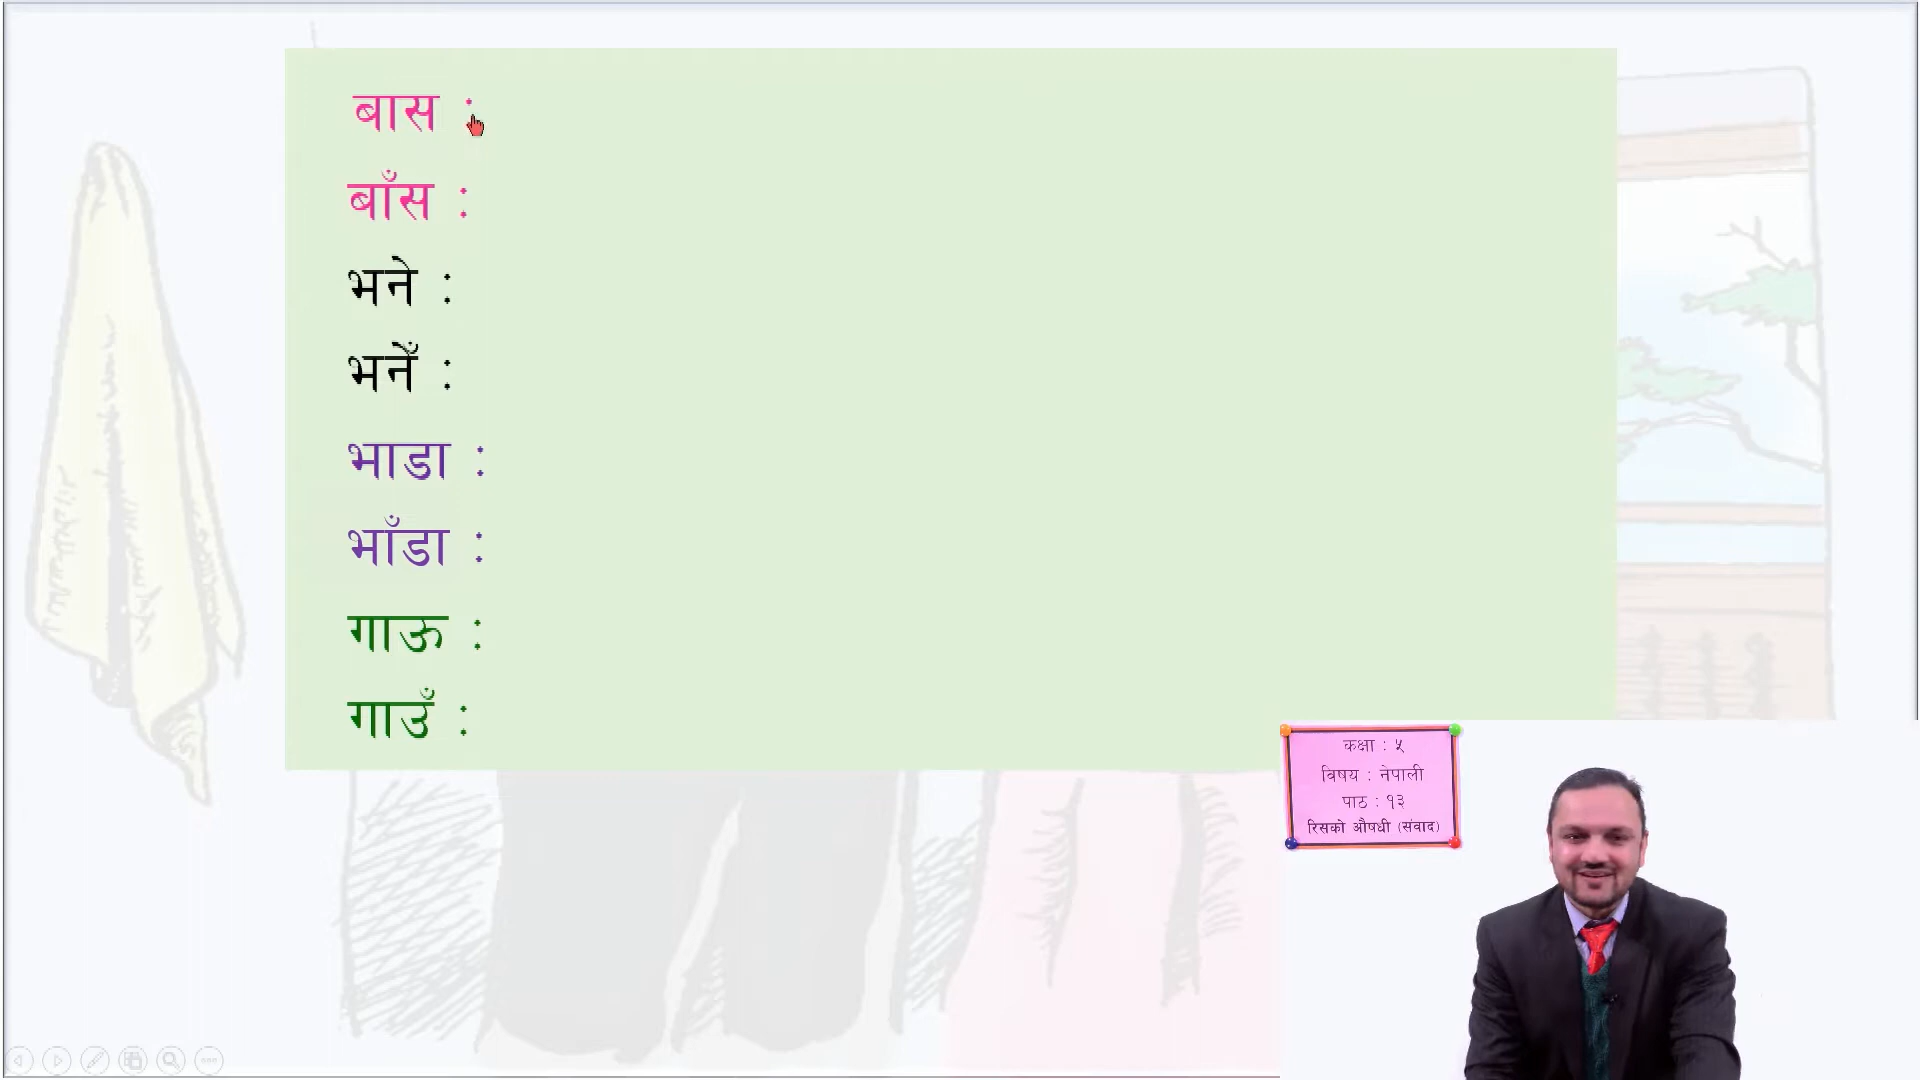 बास :
बाँस :
भने :
भनेँ :
भाडा :
भाँडा :
गाऊ :
गाउँ :
कक्षा : ५
विषय : नेपाली
पाठ : १३
रिसको औषधी (संवाद)